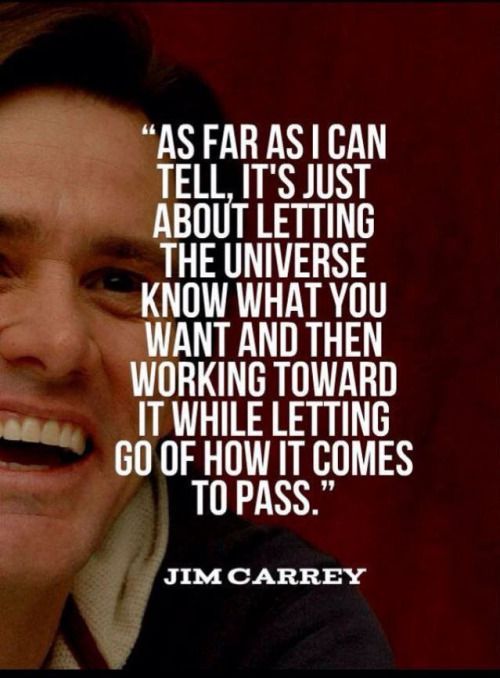 “AS FAR AS I CAN
TELL, IT'S JUST
ABOUT LETTING
THE UNIVERSE
KNOW WHAT YOU
WANT AND THEN
WORKING TOWARD
IT WHILE LETTING
GO OF HOW IT COMES
TO PASS.”
JIM CARREY